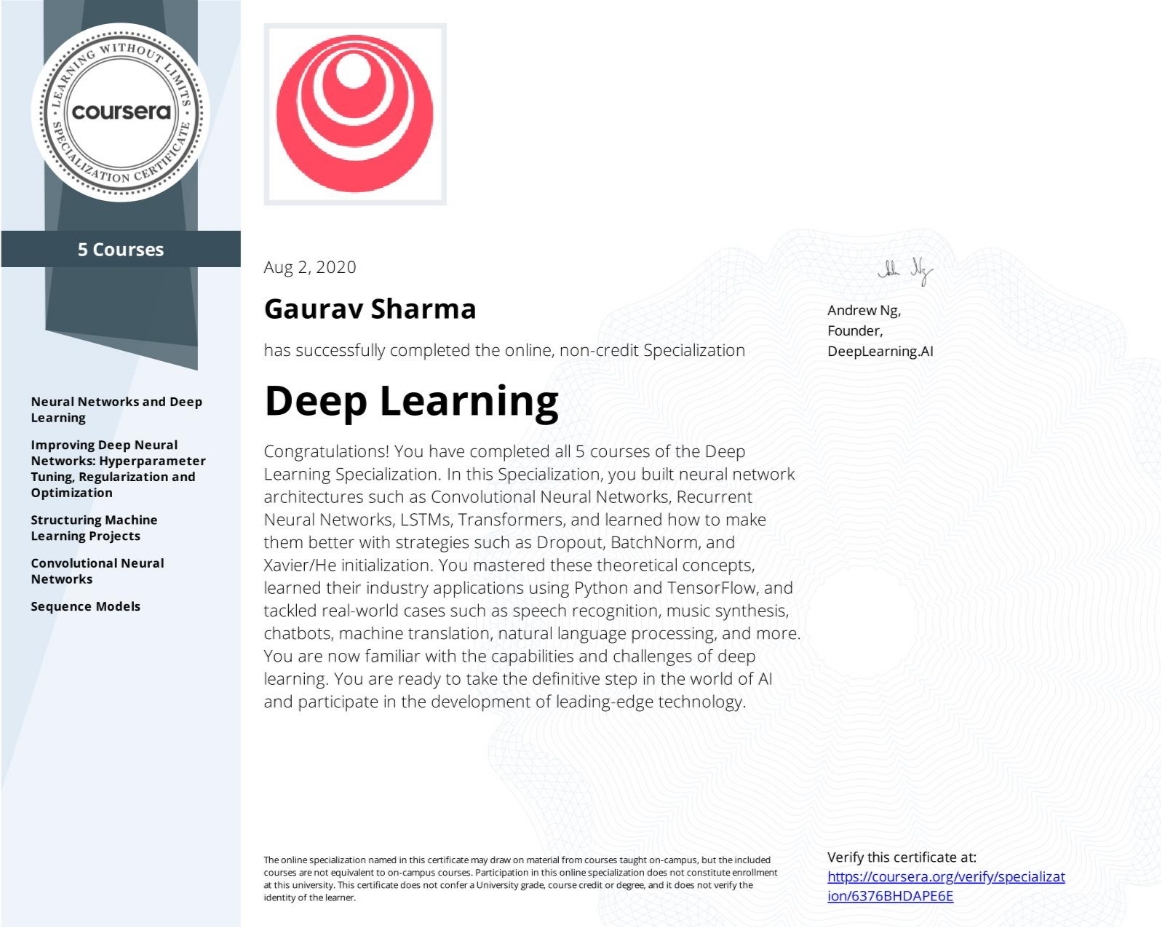 LEARNING WITHOUT LIMITS
coursera
SPECIALIZATION CERTIFICATE
5 Courses
Neural Networks and Deep
Learning
Improving Deep Neural
Networks: Hyperparameter
Tuning, Regularization and
Optimization
Structuring Machine
Learning Projects
Convolutional Neural
Networks
Sequence Models
Aug 2, 2020
Gaurav Sharma
has successfully completed the online, non-credit Specialization
Deep Learning
Congratulations! You have completed all 5 courses of the Deep
Learning Specialization. In this Specialization, you built neural network
architectures such as Convolutional Neural Networks, Recurrent
Neural Networks, LSTMs, Transformers, and learned how to make
them better with strategies such as Dropout, BatchNorm, and
Xavier/He initialization. You mastered these theoretical concepts,
learned their industry applications using Python and TensorFlow, and
tackled real-world cases such as speech recognition, music synthesis,
chatbots, machine translation, natural language processing, and more.
You are now familiar with the capabilities and challenges of deep
learning. You are ready to take the definitive step in the world of AI
and participate in the development of leading-edge technology.
Andrew Ng,
Founder,
DeepLearning.AI
The online specialization named in this certificate may draw on material from courses taught on-campus, but the included
courses are not equivalent to on-campus courses. Participation in this online specialization does not constitute enrollment
at this university. This certificate does not confer a University grade, course credit or degree, and it does not verify the
identity of the learner.
Verify this certificate at:
https://coursera.org/verify/specializat
ion/6376BHDAPE6E